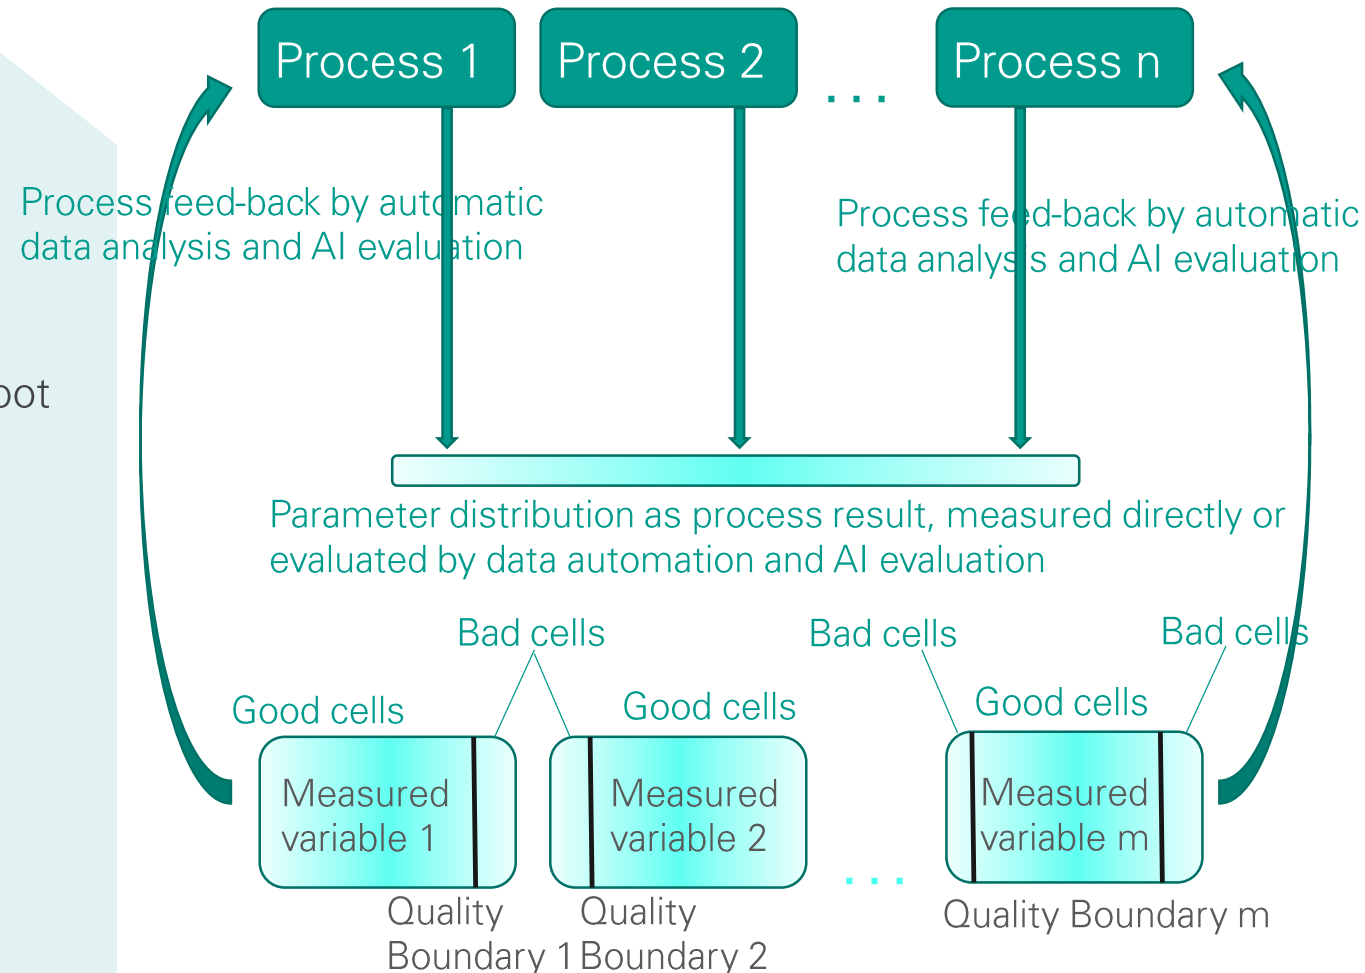 Process 1
Process 2
. . .
Process n
Process feed-back by automatic
data analysis and AI evaluation
Process feed-back by automatic
data analysis and AI evaluation
Parameter distribution as process result, measured directly or
evaluated by data automation and AI evaluation
Bad cells
Bad cells
Bad cells
Good cells
Good cells
Good cells
Measured
variable 1
Measured
variable 2
. . .
Measured
variable m
Quality
Boundary 1
Quality
Boundary 2
Quality Boundary m